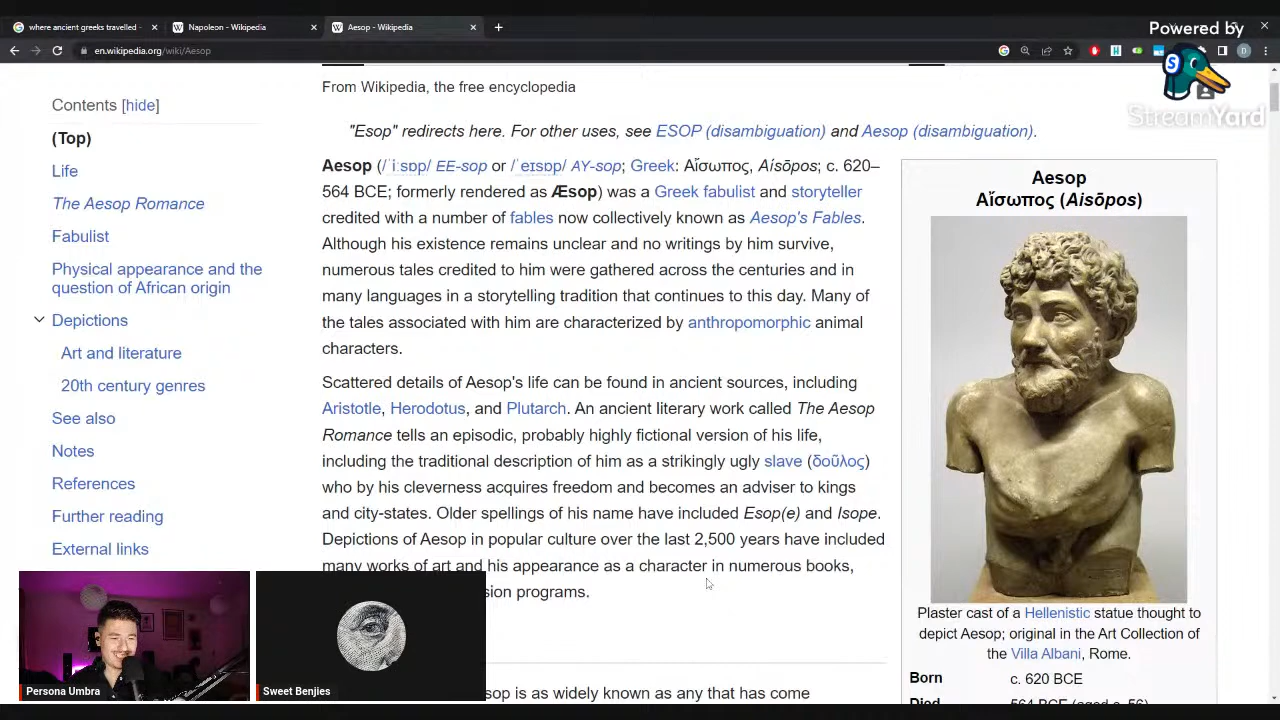 where ancient greeks travelled -
Napoleon - Wikipedia
Aesop - Wikipedia
Powered by
StreamYard
en.wikipedia.org/wiki/Aesop
Contents [hide]
(Top)
Life
The Aesop Romance
Fabulist
Physical appearance and the
question of African origin
Depictions
Art and literature
20th century genres
See also
Notes
References
Further reading
External links
From Wikipedia, the free encyclopedia
"Esop" redirects here. For other uses, see ESOP (disambiguation) and Aesop (disambiguation).
Aesop (/ˈiːsɒp/ EE-sop or /ˈeɪsɒp/ AY-sop; Greek: Αἴσωπος, Aísōpos; c. 620–
564 BCE; formerly rendered as Æsop) was a Greek fabulist and storyteller
credited with a number of fables now collectively known as Aesop's Fables.
Although his existence remains unclear and no writings by him survive,
numerous tales credited to him were gathered across the centuries and in
many languages in a storytelling tradition that continues to this day. Many of
the tales associated with him are characterized by anthropomorphic animal
characters.
Scattered details of Aesop's life can be found in ancient sources, including
Aristotle, Herodotus, and Plutarch. An ancient literary work called The Aesop
Romance tells an episodic, probably highly fictional version of his life,
including the traditional description of him as a strikingly ugly slave (δοῦλος)
who by his cleverness acquires freedom and becomes an adviser to kings
and city-states. Older spellings of his name have included Esop(e) and Isope.
Depictions of Aesop in popular culture over the last 2,500 years have included
many works of art and his appearance as a character in numerous books,
sion programs.
sop is as widely known as any that has come
Aesop
Αἴσωπος (Aisōpos)
Plaster cast of a Hellenistic statue thought to
depict Aesop; original in the Art Collection of
the Villa Albani, Rome.
Born c. 620 BCE
Died 564 BCE (aged c. 56)
Persona Umbra
Sweet Benjies